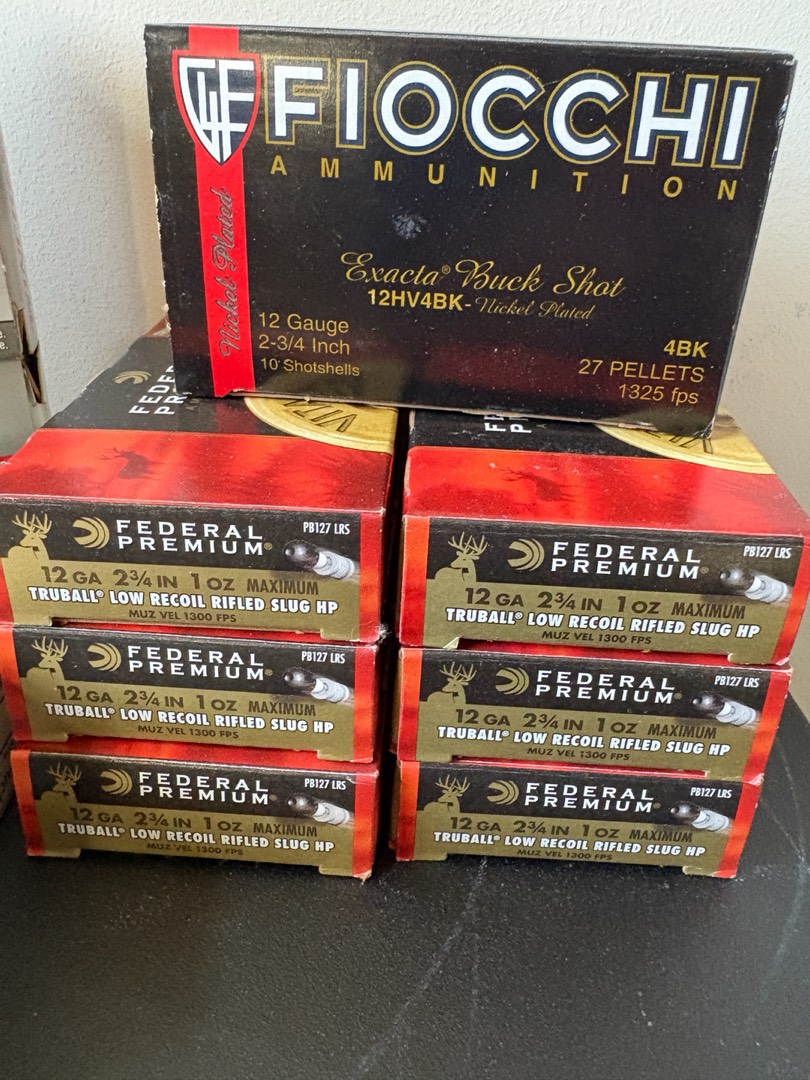 FIOCCHI
AMMUNITION
Nickel Plated
Exacta® Buck Shot
12HV4BK- Nickel Plated
12 Gauge
2-3/4 Inch
10 Shotshells
4BK
27 PELLETS
1325 fps
FEDERAL
PREMIUM®
PB127 LRS
12 GA 2¾ IN 1 OZ MAXIMUM
TRUBALL® LOW RECOIL RIFLED SLUG HP
MUZ VEL 1300 FPS
FEDERAL
PREMIUM®
PB127 LRS
12 GA 2¾ IN 1 OZ MAXIMUM
TRUBALL® LOW RECOIL RIFLED SLUG HP
MUZ VEL 1300 FPS
FEDERAL
PREMIUM®
PB127 LRS
12 GA 2¾ IN 1 OZ MAXIMUM
TRUBALL® LOW RECOIL RIFLED SLUG HP
MUZ VEL 1300 FPS
FEDERAL
PREMIUM®
PB127 LRS
12 GA 2¾ IN 1 OZ MAXIMUM
TRUBALL® LOW RECOIL RIFLED SLUG HP
MUZ VEL 1300 FPS
FEDERAL
PREMIUM®
PB127 LRS
12 GA 2¾ IN 1 OZ MAXIMUM
TRUBALL® LOW RECOIL RIFLED SLUG HP
MUZ VEL 1300 FPS
FEDERAL
PREMIUM®
PB127 LRS
12 GA 2¾ IN 1 OZ MAXIMUM
TRUBALL® LOW RECOIL RIFLED SLUG HP
MUZ VEL 1300 FPS